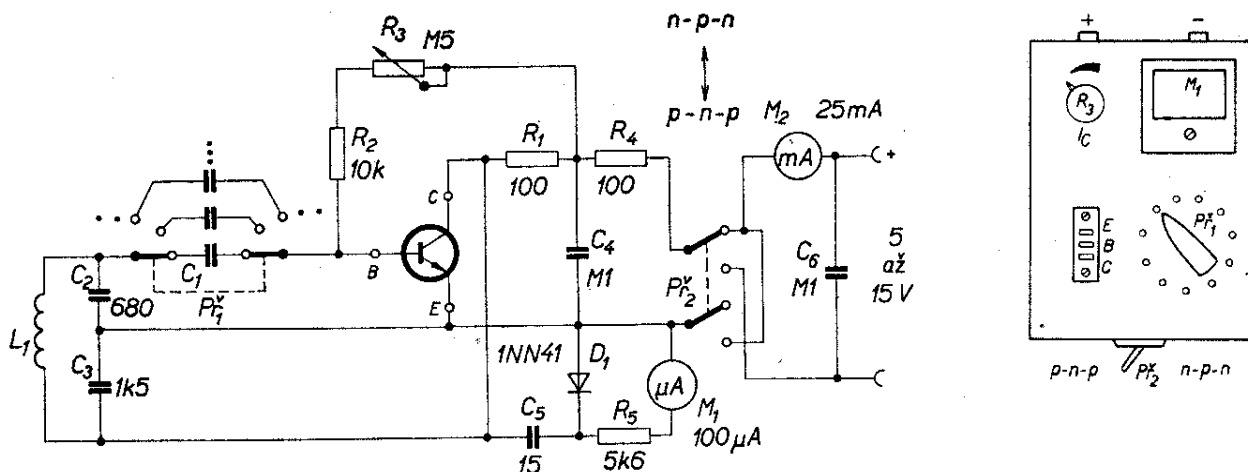 n-p-n
p-n-p
R3 M5
R2
10k
R1
100
R4
100
M2 25mA
mA
+
C
B
E
C4
M1
C1
Př1
C2
680
L1
C3
1k5
Př2
C6
M1
5
až
15 V
1NN41 D1
µA
M1
100µA
C5
15
R5
5k6
+ -
R3
IC
M1
E
B
C
Př1
p-n-p Př2 n-p-n